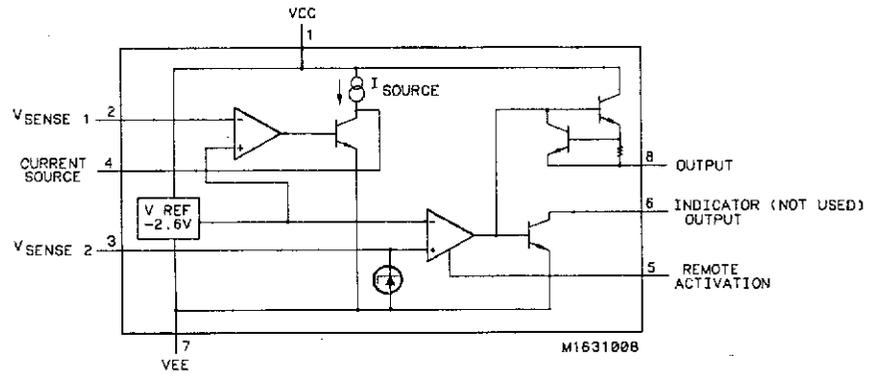 VCC
1
I SOURCE
V SENSE 1
2
CURRENT
SOURCE
4
8
OUTPUT
6
INDICATOR (NOT USED)
OUTPUT
V REF
-2.6V
V SENSE 2
3
5
REMOTE
ACTIVATION
7
VEE
M1631008
- + - +